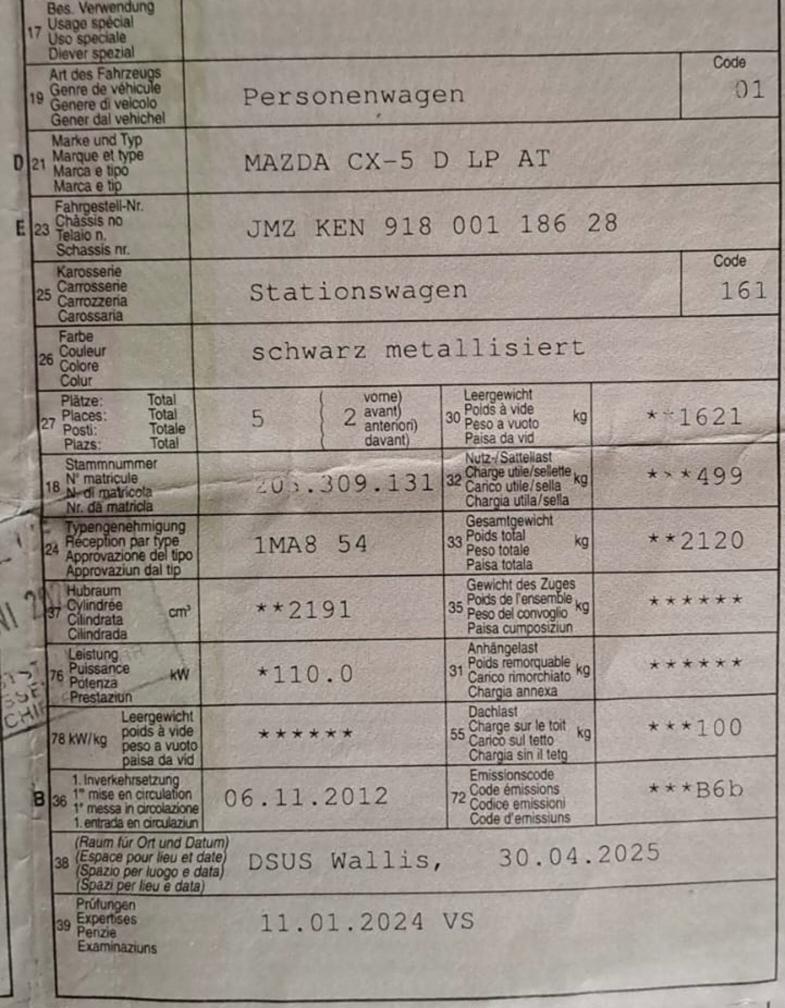 17 Bes. Verwendung
Usage spécial
Uso speciale
Diever spezial
19 Art des Fahrzeugs
Genre de véhicule
Genere di veicolo
Gener dal vehichel
Personenwagen
Code
01
D 21 Marke und Typ
Marque et type
Marca e tipo
Marca e tip
MAZDA CX-5 D LP AT
E 23 Fahrgestell-Nr.
Châssis no
Telaio n.
Schassis nr.
JMZ KEN 918 001 186 28
25 Karosserie
Carrosserie
Carrozzeria
Carossaria
Stationswagen
Code
161
26 Farbe
Couleur
Colore
Colur
schwarz metallisiert
27 Plätze: Total
Places: Total
Posti: Totale
Plazs: Total
5
2 vorne)
avant)
anteriori)
davant)
30 Leergewicht
Poids à vide
Peso a vuoto
Paisa da vid
kg
**1621
18 Stammnummer
N° matricule
N. di matricola
Nr. da matricla
.309.131
32 Nutz-/Sattellast
Charge utile/sellette
Carico utile/sella
Chargia utila/sella
kg
***499
24 Typengenehmigung
Réception par type
Approvazione del tipo
Approvaziun dal tip
1MA8 54
33 Gesamtgewicht
Poids total
Peso totale
Paisa totala
kg
**2120
37 Hubraum
Cylindrée
Cilindrata
Cilindrada
cm³
**2191
35 Gewicht des Zuges
Poids de l'ensemble
Peso del convoglio
Paisa cumposiziun
kg
******
76 Leistung
Puissance
Potenza
Prestaziun
kW
*110.0
31 Anhängelast
Poids remorquable
Carico rimorchiato
Chargia annexa
kg
******
78 kW/kg Leergewicht
poids à vide
peso a vuoto
paisa da vid
******
55 Dachlast
Charge sur le toit
Carico sul tetto
Chargia sin il tetg
kg
***100
B 36 1. Inverkehrsetzung
1re mise en circulation
1a messa in circolazione
1. entrada en circulaziun
06.11.2012
72 Emissionscode
Code émissions
Codice emissioni
Code d'emissiuns
***B6b
38 (Raum für Ort und Datum)
(Espace pour lieu et date)
(Spazio per luogo e data)
(Spazi per lieu e data)
DSUS Wallis, 30.04.2025
39 Prüfungen
Expertises
Perizie
Examinaziuns
11.01.2024 VS